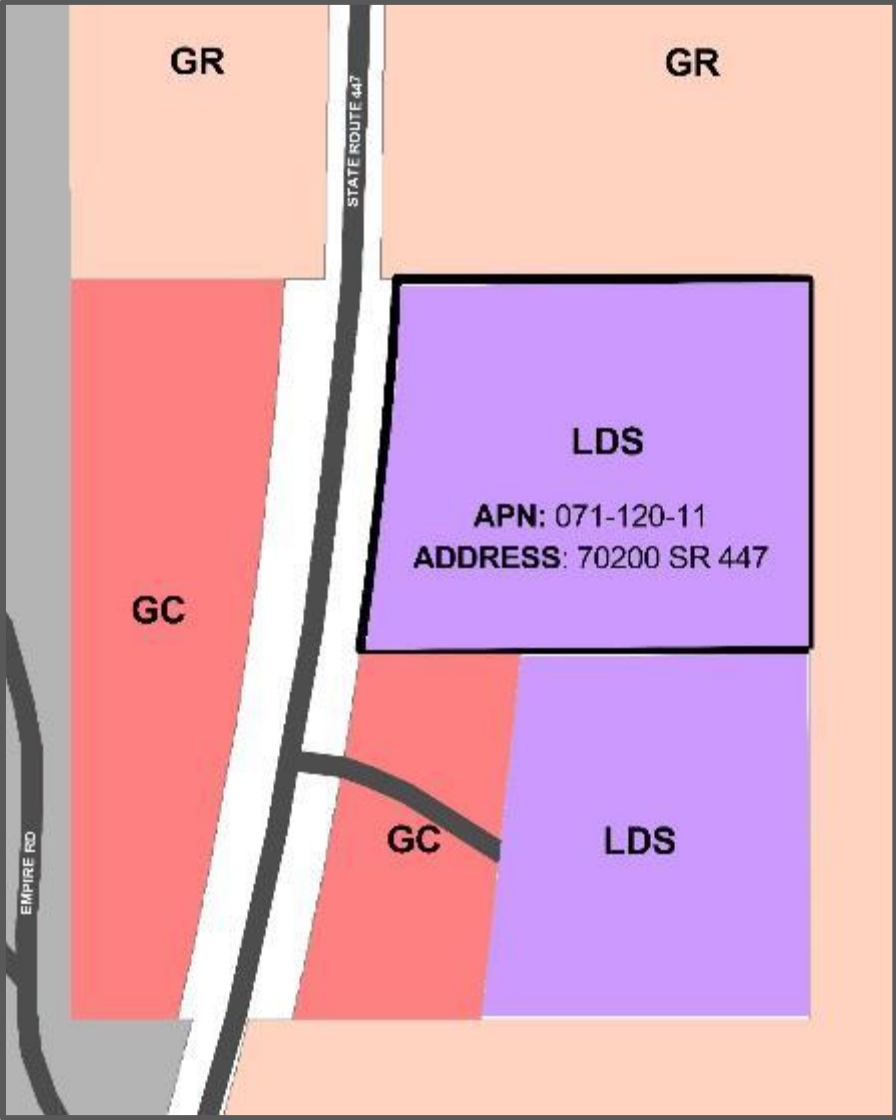 GR
GR
STATE ROUTE 447
LDS
APN: 071-120-11
ADDRESS: 70200 SR 447
GC
GC
LDS
EMPIRE RD